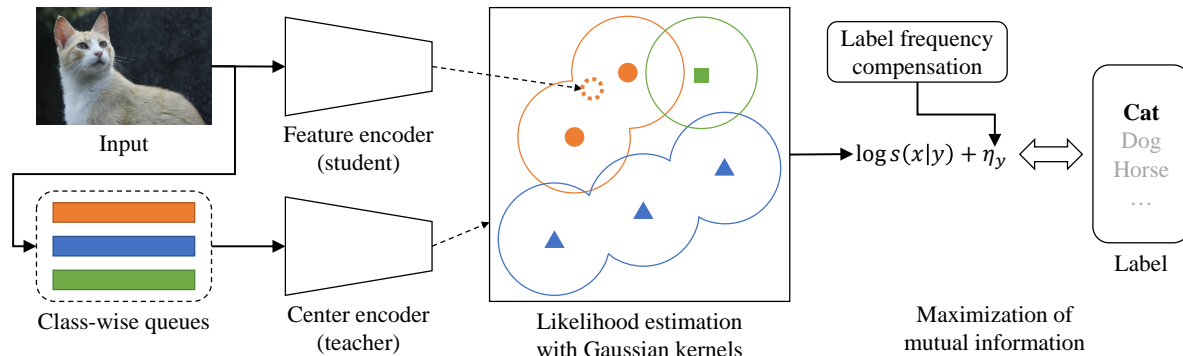 Input
Feature encoder
(student)
Class-wise queues
Center encoder
(teacher)
Likelihood estimation
with Gaussian kernels
Label frequency
compensation
log s(x|y) + η_y
Cat
Dog
Horse
...
Label
Maximization of
mutual information